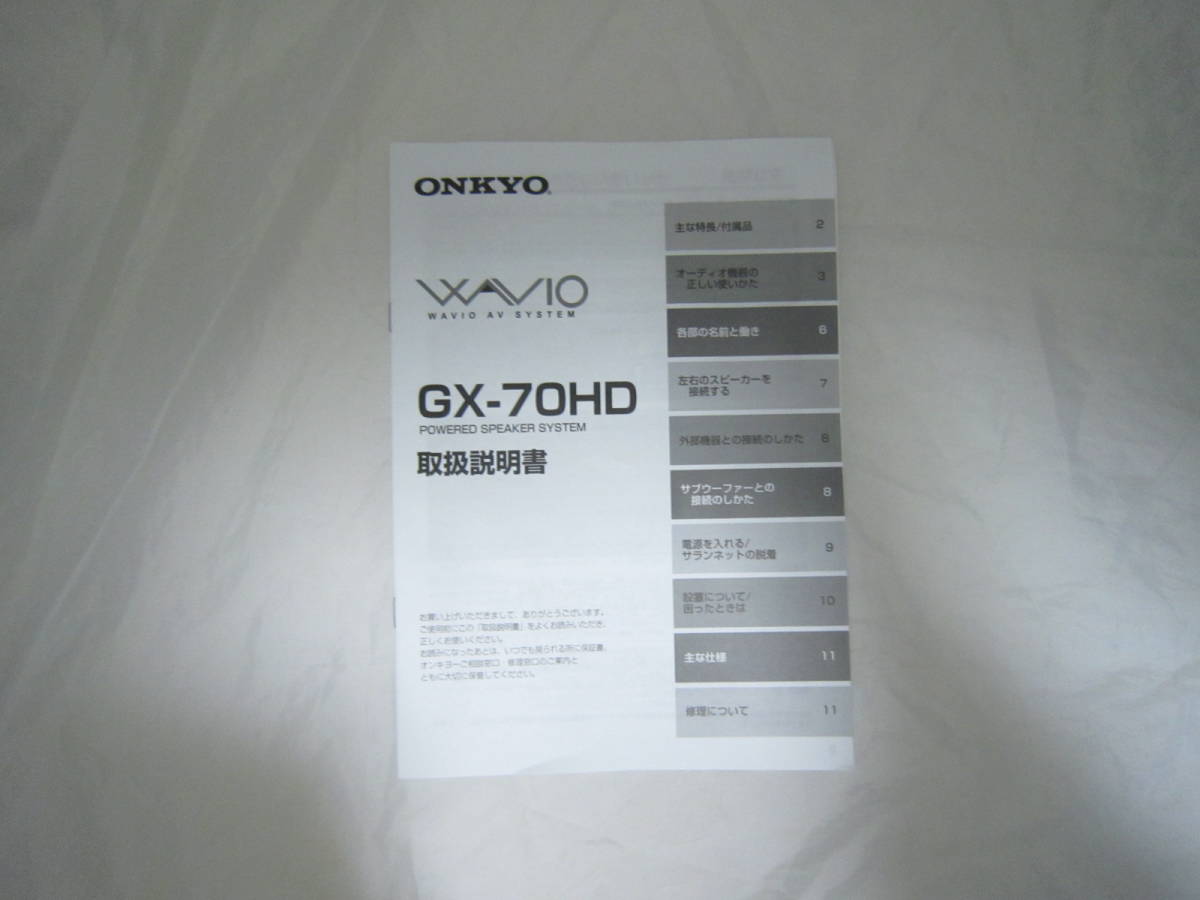 ONKYO
WAVIO
WAVIO AV SYSTEM
GX-70HD
POWERED SPEAKER SYSTEM
取扱説明書
お買い上げいただきまして、ありがとうございます。
ご使用前にこの「取扱説明書」をよくお読みいただき、
正しくお使いください。
お読みになったあとは、いつでも見られる所に保証書、
オンキヨーご相談窓口・修理窓口のご案内と
ともに大切に保管してください。
主な特長/付属品 2
オーディオ機器の
正しい使いかた 3
各部の名前と働き 6
左右のスピーカーを
接続する 7
外部機器との接続のしかた 8
サブウーファーとの
接続のしかた 8
電源を入れる/
サランネットの脱着 9
設置について/
困ったときは 10
主な仕様 11
修理について 11